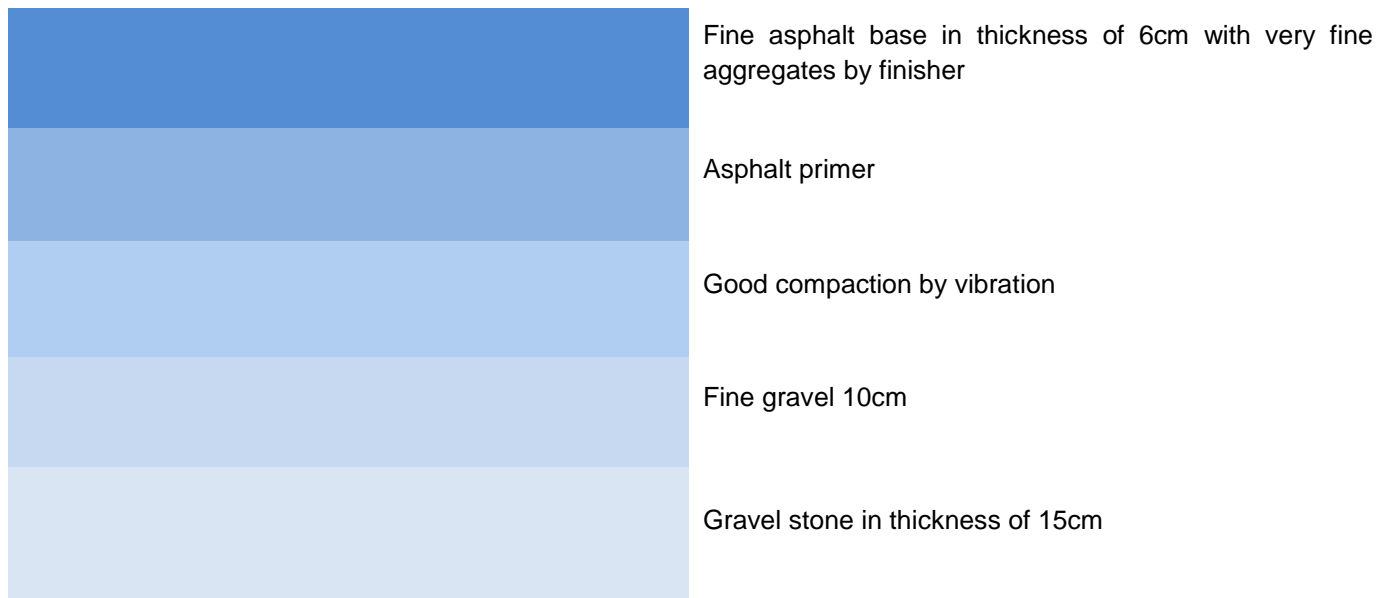 Fine asphalt base in thickness of 6cm with very fine
aggregates by finisher
Asphalt primer
Good compaction by vibration
Fine gravel 10cm
Gravel stone in thickness of 15cm